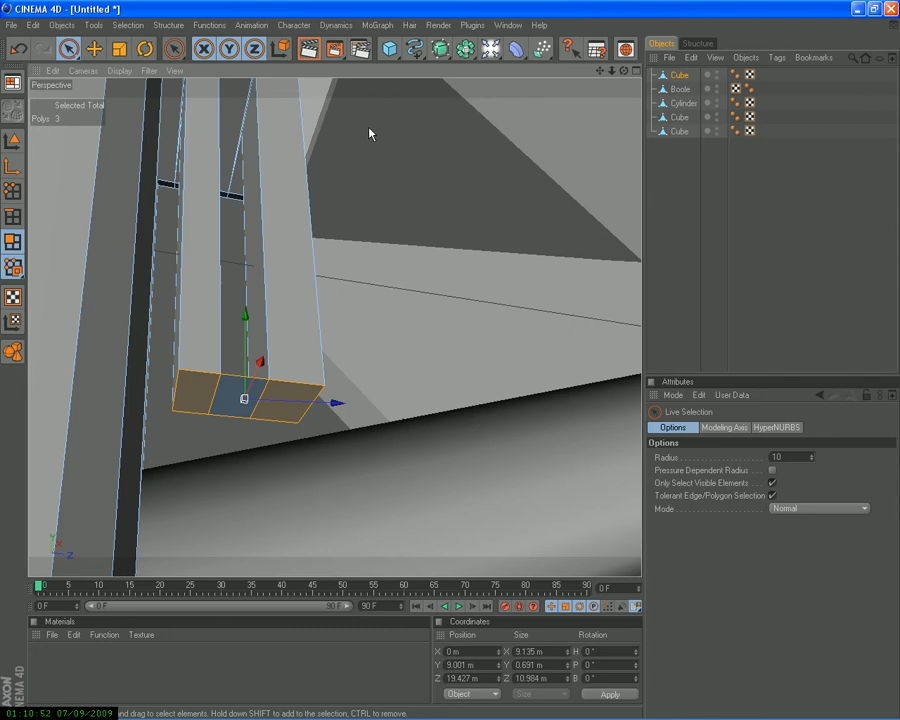 CINEMA 4D - [Untitled *]
File Edit Objects Tools Selection Structure Functions Animation Character Dynamics MoGraph Hair Render Plugins Window Help
Edit Cameras Display Filter View
Perspective
Selected Total
Polys 3
Objects Structure
File Edit View Objects Tags Bookmarks
Cube
Boole
Cylinder
Cube
Cube
Attributes
Mode Edit User Data
Live Selection
Options Modeling Axis HyperNURBS
Options
Radius 10
Pressure Dependent Radius
Only Select Visible Elements
Tolerant Edge/Polygon Selection
Mode Normal
Y X Z
0 5 10 15 20 25 30 35 40 45 50 55 60 65 70 75 80 85 90 0 F
0 F 0 F 90 F 90 F
Materials
File Edit Function Texture
Coordinates
Position Size Rotation
X 0 m X 9.135 m H 0 °
Y 9.001 m Y 0.691 m P 0 °
Z 19.427 m Z 10.984 m B 0 °
Object Size Apply
01:10:52 07/09/2009 and drag to select elements. Hold down SHIFT to add to the selection, CTRL to remove.